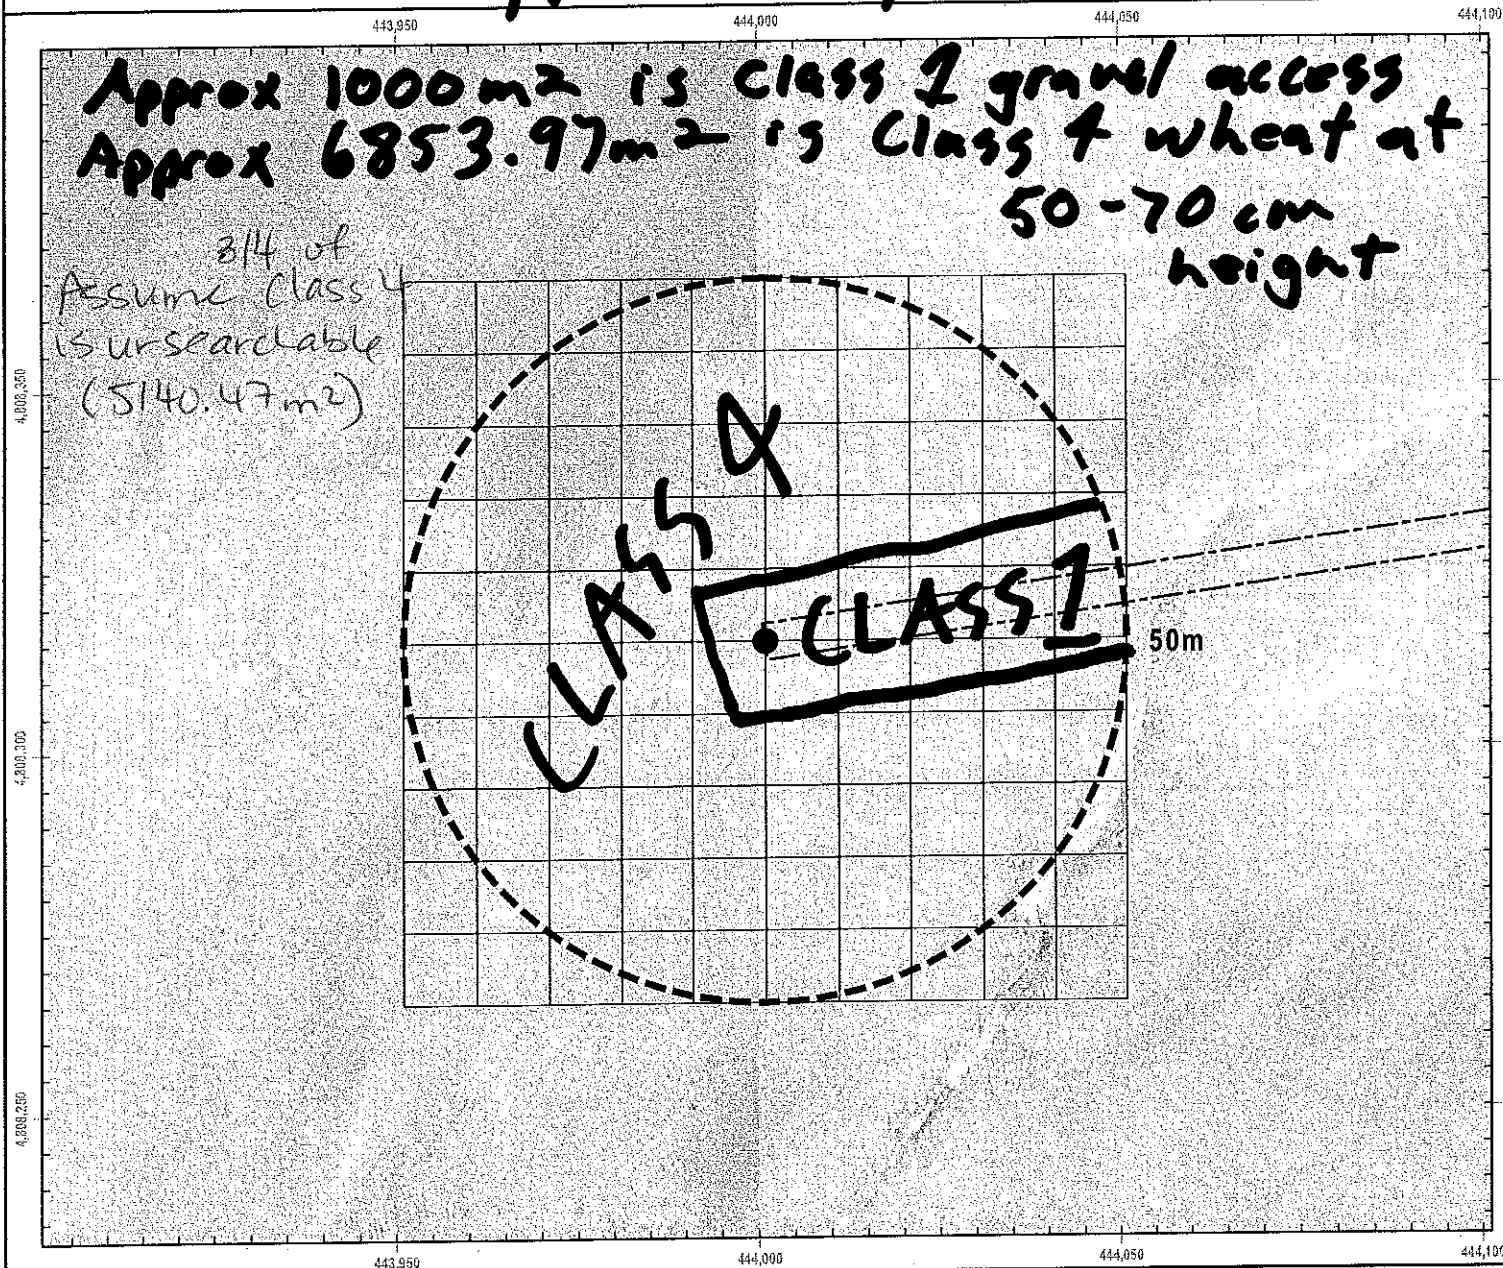 443,950 444,000 444,050 444,100
Approx 1000m2 is Class 1 gravel access
Approx 6853.97m2 is Class 4 wheat at
50-70 cm
height
3/4 of
Assume Class 4
is unsearchable
(5140.47m2)
4,808,350
4,808,300
4,808,250
CLASS 4
CLASS 1
50m
443,950 444,000 444,050 444,100